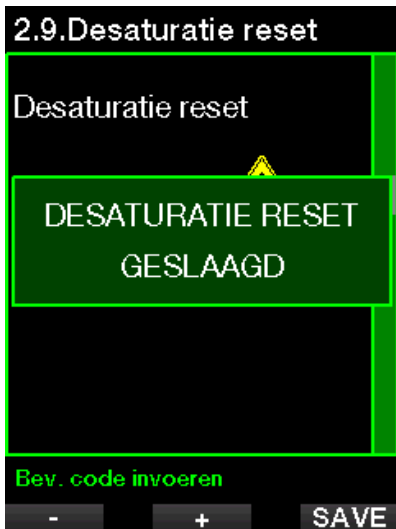 2.9.Desaturatie reset
Desaturatie reset
DESATURATIE RESET
GESLAAGD
Bev. code invoeren
- + SAVE